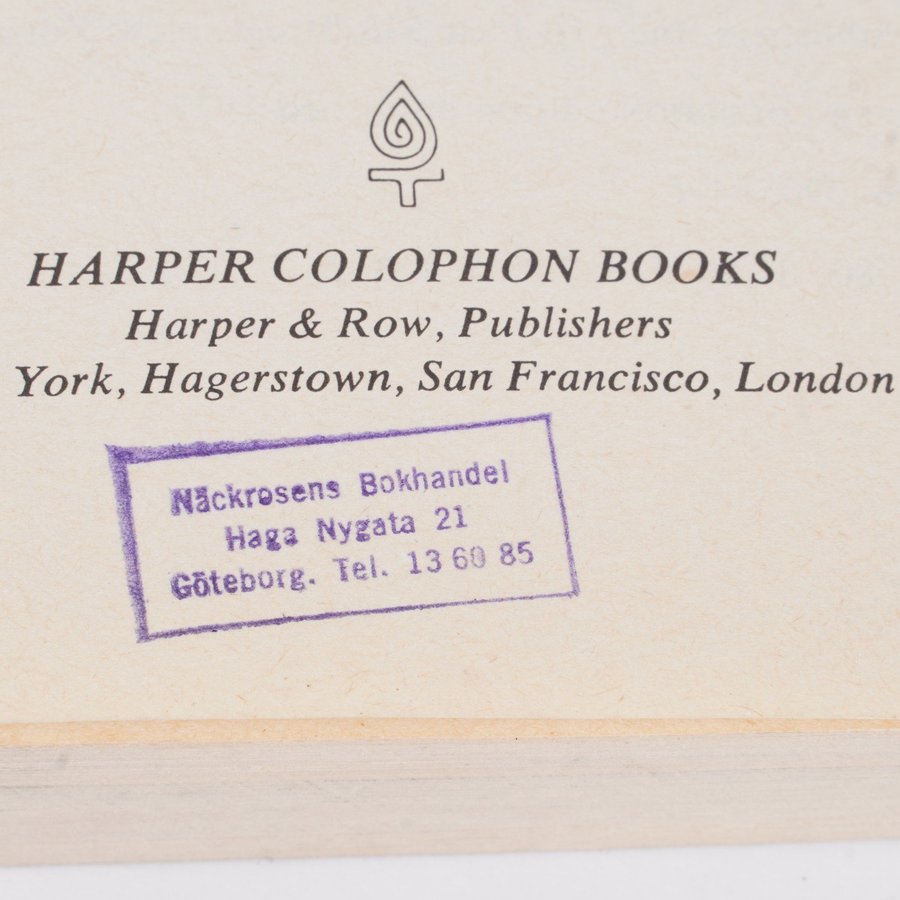 HARPER COLOPHON BOOKS
Harper & Row, Publishers
York, Hagerstown, San Francisco, London
Näckrosens Bokhandel
Haga Nygata 21
Göteborg. Tel. 13 60 85